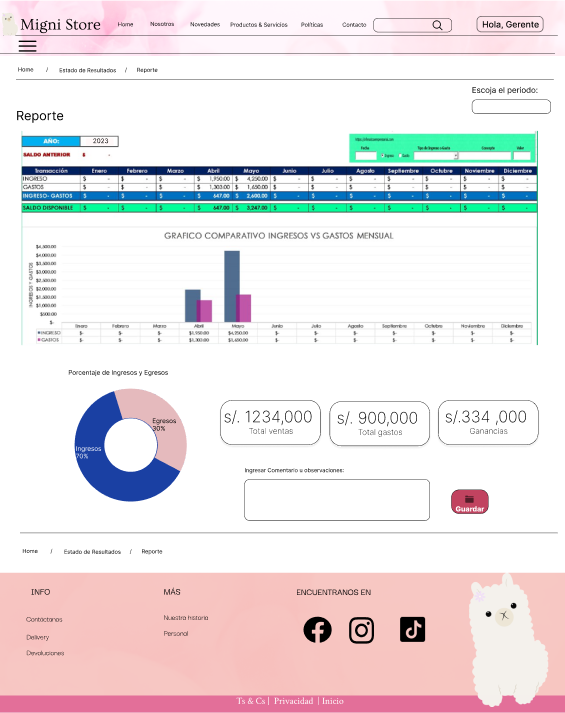 Migni Store
Home Nosotros Novedades Productos & Servicios Políticas Contacto
Hola, Gerente
Home / Estado de Resultados / Reporte
Escoja el periodo:
Reporte
AÑO: 2023
SALDO ANTERIOR $ -
Fecha Valor
Transacción Enero Febrero Marzo Abril Mayo Junio Julio Agosto Septiembre Octubre Noviembre Diciembre
INGRESO $ - $ - $ - $ 1,950.00 $ 4,250.00 $ - $ - $ - $ - $ - $ - $ -
GASTOS $ - $ - $ - $ 1,303.00 $ 1,650.00 $ - $ - $ - $ - $ - $ - $ -
INGRESO- GASTOS $ - $ - $ - $ 647.00 $ 2,600.00 $ - $ - $ - $ - $ - $ - $ -
SALDO DISPONIBLE $ - $ - $ - $ 647.00 $ 3,247.00 $ - $ - $ - $ - $ - $ - $ -
GRAFICO COMPARATIVO INGRESOS VS GASTOS MENSUAL
INGRESOS Y GASTOS
$4,500.00
$4,000.00
$3,500.00
$3,000.00
$2,500.00
$2,000.00
$1,500.00
$1,000.00
$500.00
$-
Enero Febrero Marzo Abril Mayo Junio Julio Agosto Septiembre Octubre Noviembre Diciembre
INGRESO $- $- $- $1,950.00 $4,250.00 $- $- $- $- $- $- $-
GASTOS $- $- $- $1,303.00 $1,650.00 $- $- $- $- $- $- $-
Porcentaje de Ingresos y Egresos
Egresos
30%
Ingresos
70%
s/. 1234,000
Total ventas
s/. 900,000
Total gastos
s/.334 ,000
Ganancias
Ingresar Comentario u observaciones:
Guardar
Home / Estado de Resultados / Reporte
INFO MÁS ENCUENTRANOS EN
Contáctanos Nuestra historia
Delivery Personal
Devoluciones
Ts & Cs | Privacidad | Inicio